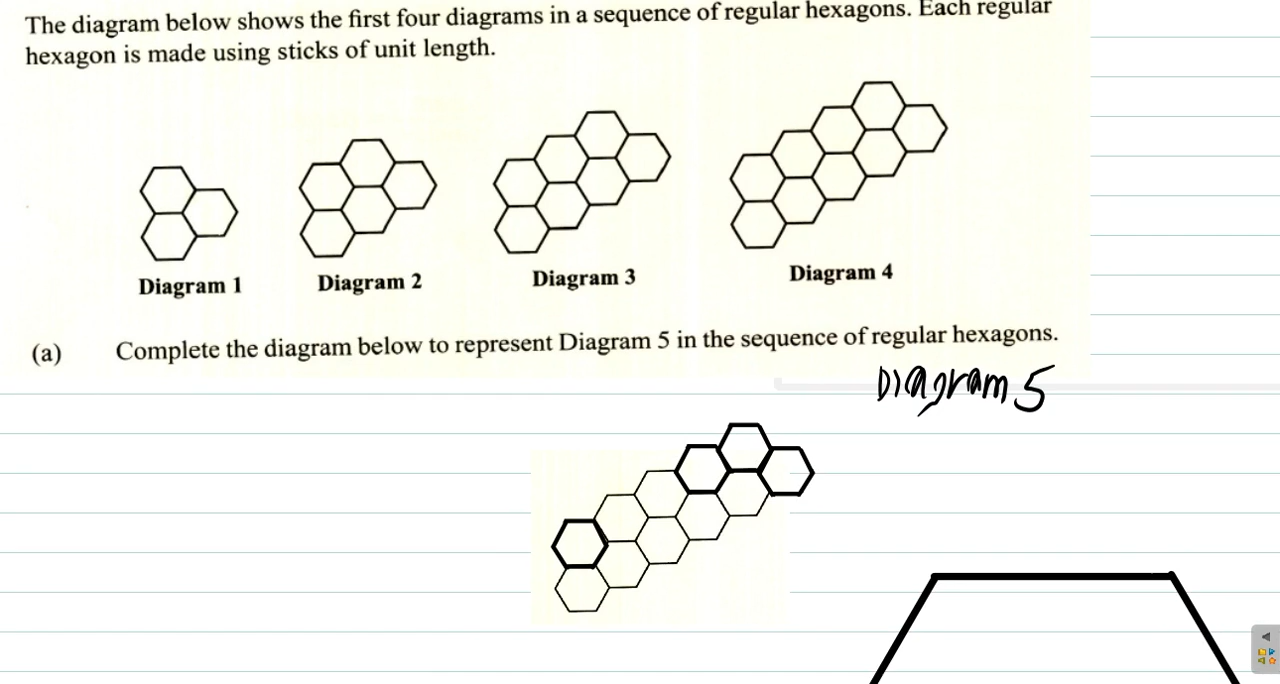 The diagram below shows the first four diagrams in a sequence of regular hexagons. Each regular
hexagon is made using sticks of unit length.
Diagram 1
Diagram 2
Diagram 3
Diagram 4
(a) Complete the diagram below to represent Diagram 5 in the sequence of regular hexagons.
Diagram 5